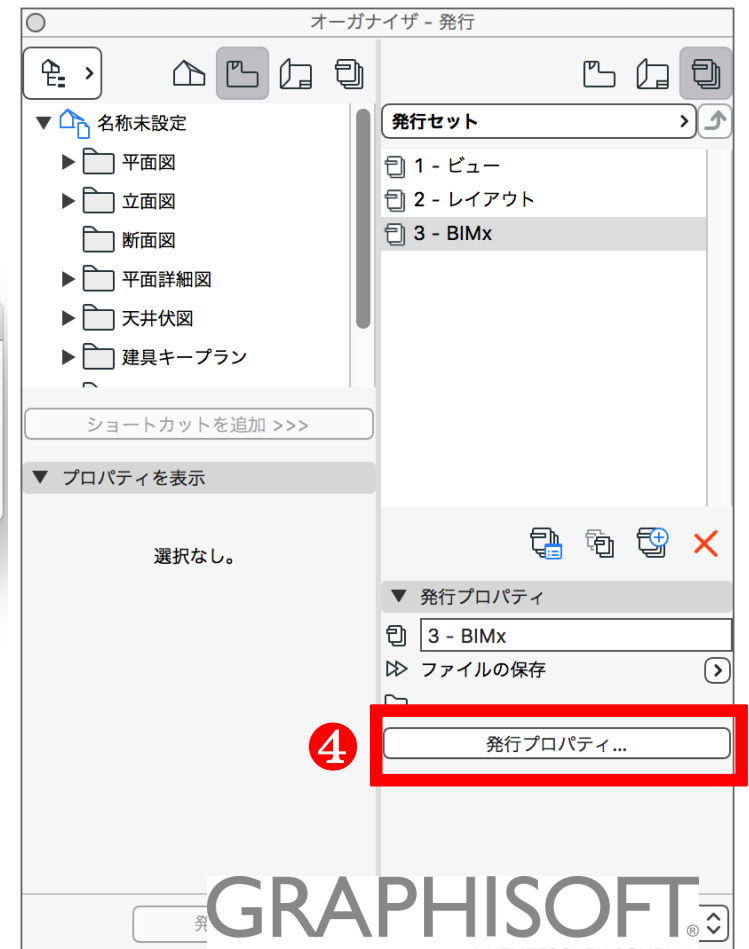 オーガナイザ - 発行
名称未設定
平面図
立面図
断面図
平面詳細図
天井伏図
建具キープラン
ショートカットを追加 >>>
プロパティを表示
選択なし。
発行セット
1 - ビュー
2 - レイアウト
3 - BIMx
発行プロパティ
3 - BIMx
ファイルの保存
4
発行プロパティ...
発
GRAPHISOFT®